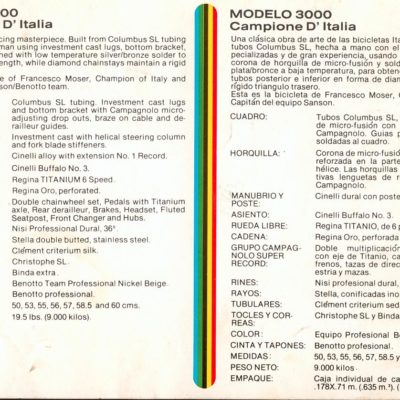 00
D' Italia
cing masterpiece. Built from Columbus SL tubing
man using investment cast lugs, bottom bracket,
ned with low temperature silver/bolder solder to
rength, while diamond chainstays maintain a rigid
e of Francesco Moser, Champion of Italy and
nson/Benotto team.
Columbus SL tubing. Investment cast lugs
and bottom bracket with Campagnolo micro-
adjusting drop outs, braze on cable and de-
railleur guides.
Investment cast with helical steering column
and fork blade stiffeners.
Cinelli alloy with extension No. 1 Record.
Cinelli Buffalo No. 3.
Regina TITANIUM 6 Speed.
Regina Oro, perforated.
Double chainwheel set, Pedals with Titanium
axle, Rear derailleur, Brakes, Headset, Fluted
Seatpost, Front Changer and Hubs.
Nisi Professional Dural, 36°
Stella double butted, stainless steel.
Clément criterium silk.
Christophe SL.
Binda extra.
Benotto Team Professional Nickel Beige.
Benotto professional.
50, 53, 55, 56, 57, 58.5 and 60 cms.
19.5 lbs. (9.000 kilos).
MODELO 3000
Campione D' Italia
Una clásica obra de arte de las bicicletas Ita
tubos Columbus SL, hecha a mano con el
pecializadas y de gran experiencia, usando
corona de horquilla de micro-fusión y solda
plata/bronce a baja temperatura, para obtene
tubos posterior e inferior en forma de diam
rígido triangulo trasero.
Esta es la bicicleta de Francesco Moser, C
Capitán del equipo Sanson.
CUADRO: Tubos Columbus SL,
de micro-fusión con
Campagnolo. Guias p
soldadas al cuadro.
HORQUILLA: Corona de micro-fusió
reforzada en la parte
hélice. Las horquillas
tivas lenguetas de r
Campagnolo.
MANUBRIO Y
POSTE: Cinelli dural con poste
ASIENTO: Cinelli Buffalo No. 3.
RUEDA LIBRE: Regina TITANIO, de 6 p
CADENA: Regina Oro, perforada
GRUPO CAMPAG-
NOLO SUPER
RECORD: Doble multiplicación
con eje de Titanio, ca
frenos, tazas de direc
estria y mazas.
RINES: Nisi profesional dural,
RAYOS: Stella, conificadas ino
TUBULARES: Clément criterium sed
TOCLES Y COR-
REAS: Christophe SL y Binda
COLOR: Equipo Profesional Be
CINTA Y TAPONES: Benotto profesional.
MEDIDAS: 50, 53, 55, 56, 57, 58.5 y
PESO NETO: 9.000 kilos
EMPAQUE: Caja individual de ca
.178X.71 m. (.635 m³). (